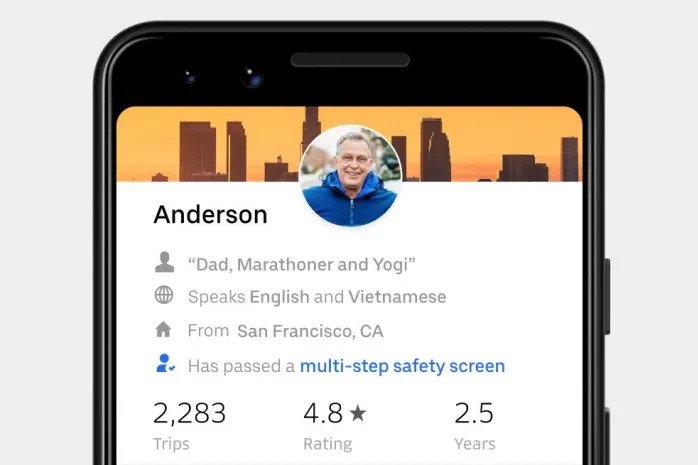 Anderson
“Dad, Marathoner and Yogi”
Speaks English and Vietnamese
From San Francisco, CA
Has passed a multi-step safety screen
2,283 4.8 ★ 2.5
Trips Rating Years